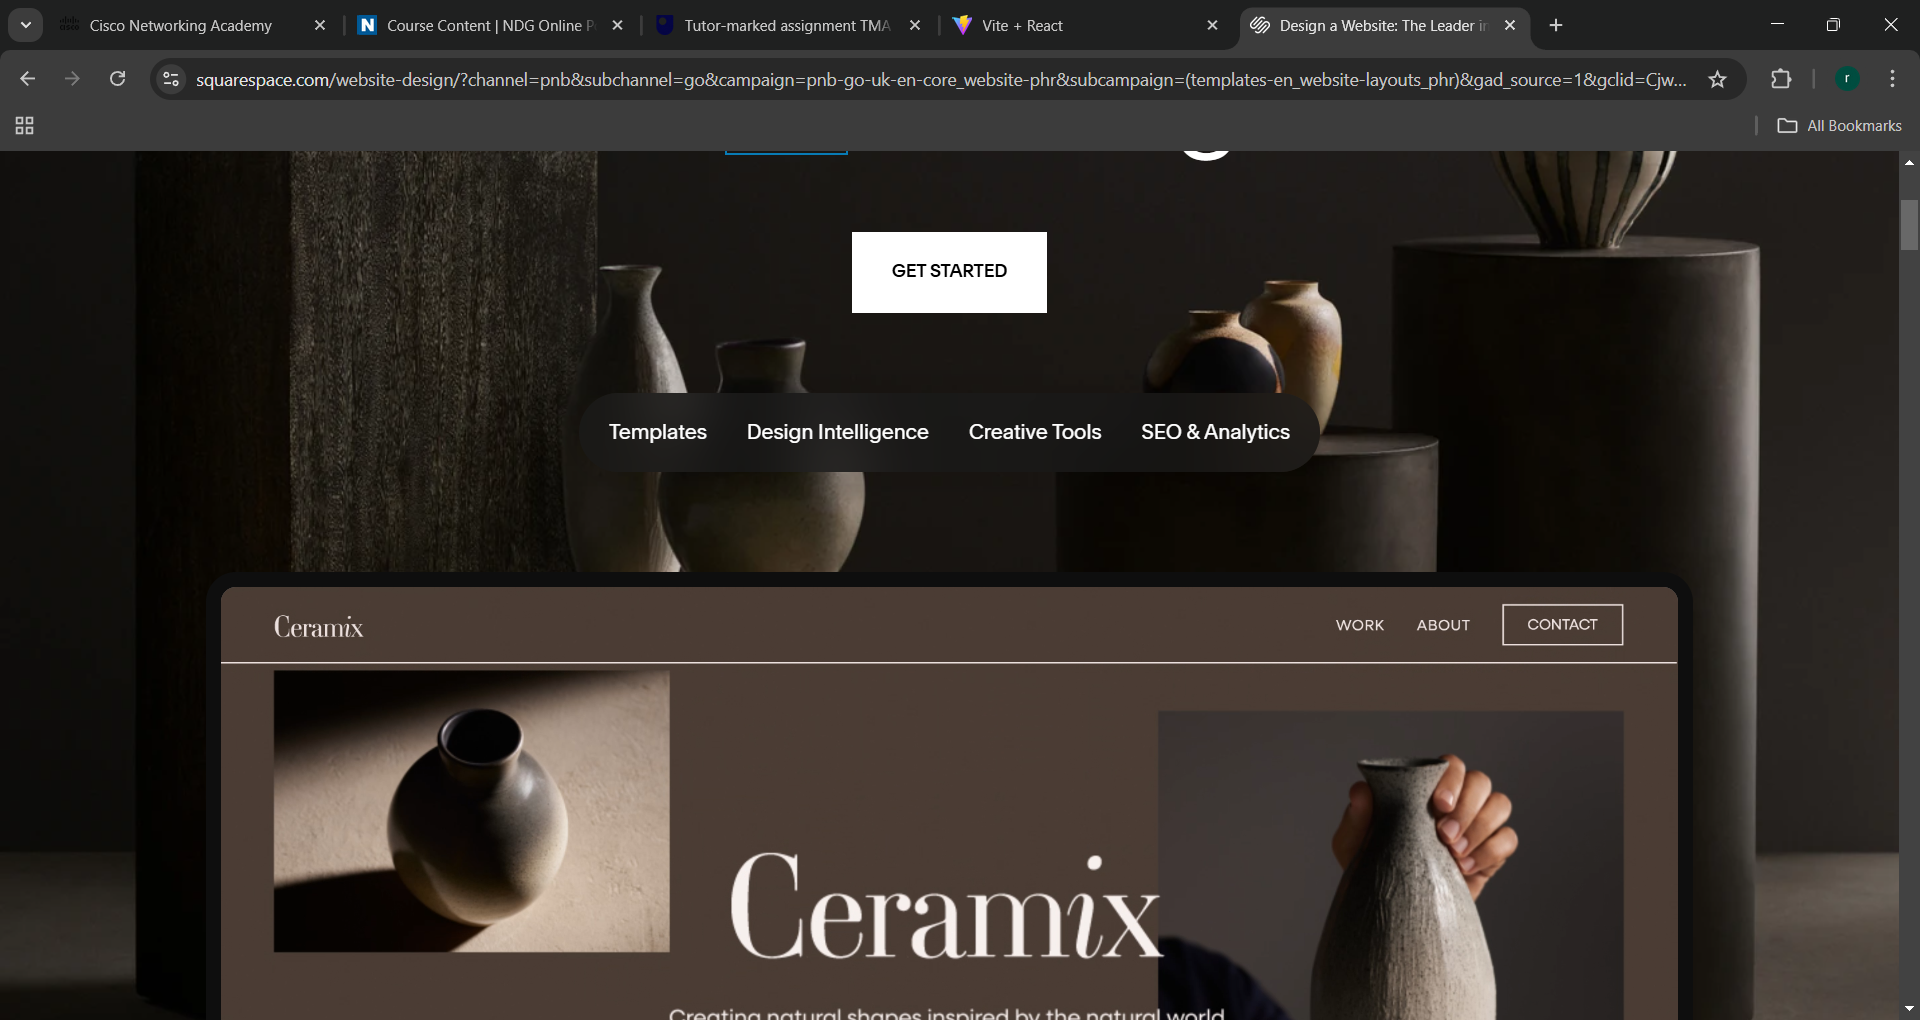 Cisco Networking Academy
Course Content | NDG Online
Tutor-marked assignment TMA
Vite + React
Design a Website: The Leader in
squarespace.com/website-design/?channel=pnb&subchannel=go&campaign=pnb-go-uk-en-core_website-phr&subcampaign=(templates-en_website-layouts_phr)&gad_source=1&gclid=Cjw...
r
All Bookmarks
GET STARTED
Templates
Design Intelligence
Creative Tools
SEO & Analytics
Ceramix
WORK
ABOUT
CONTACT
Ceramix
Creating natural shapes inspired by the natural world